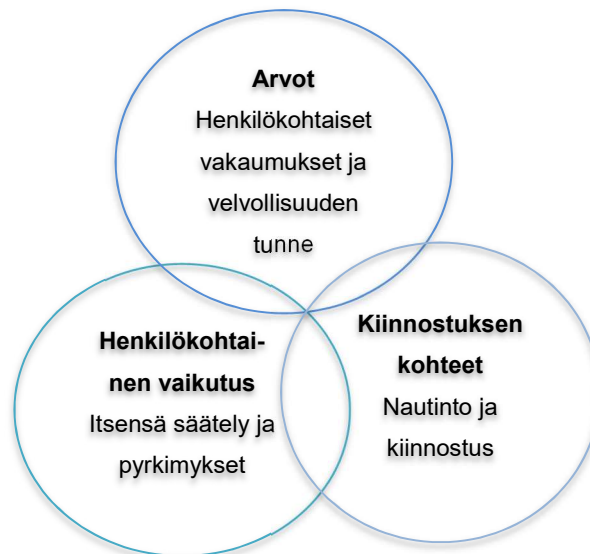 Arvot
Henkilökohtaiset
vakaumukset ja
velvollisuuden
tunne
Henkilökohtai-
nen vaikutus
Itsensä säätely ja
pyrkimykset
Kiinnostuksen
kohteet
Nautinto ja
kiinnostus